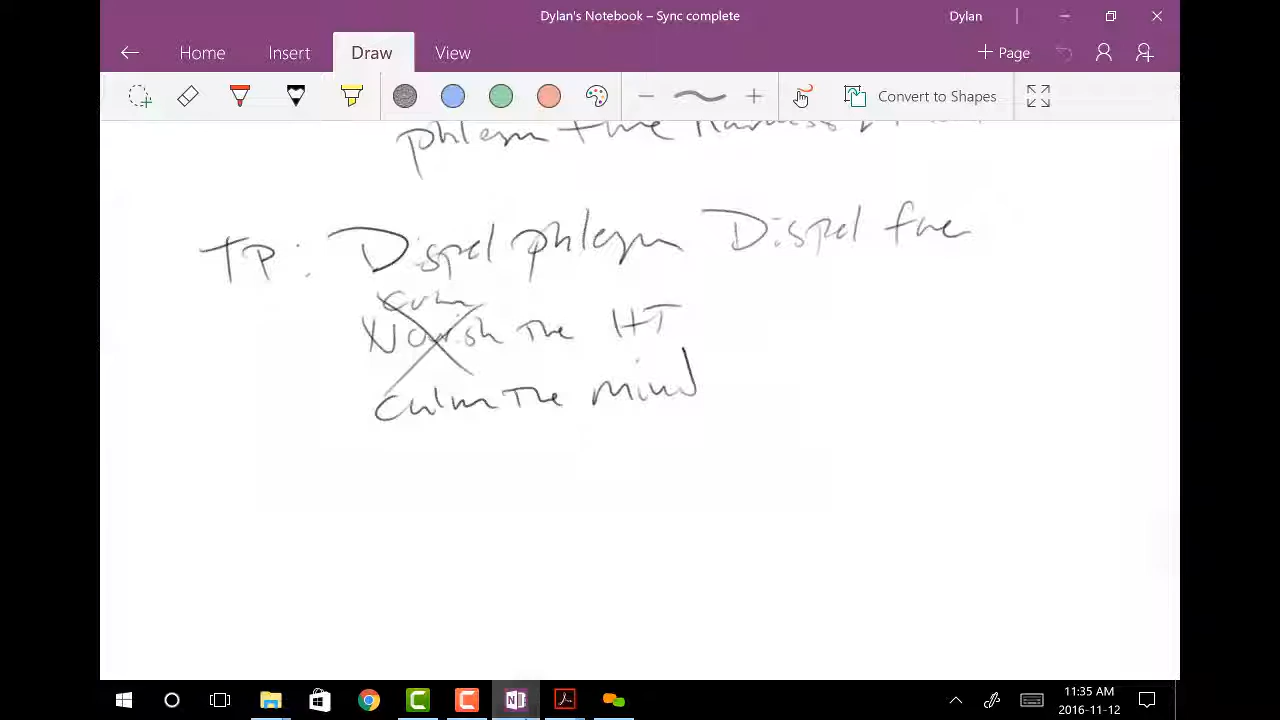 Dylan's Notebook – Sync complete
Dylan
Home Insert Draw View
Page
Convert to Shapes
phlegm + fire
TP: Dispel phlegm Dispel fire
Calm
Nourish the HT
Calm the mind
11:35 AM
2016-11-12